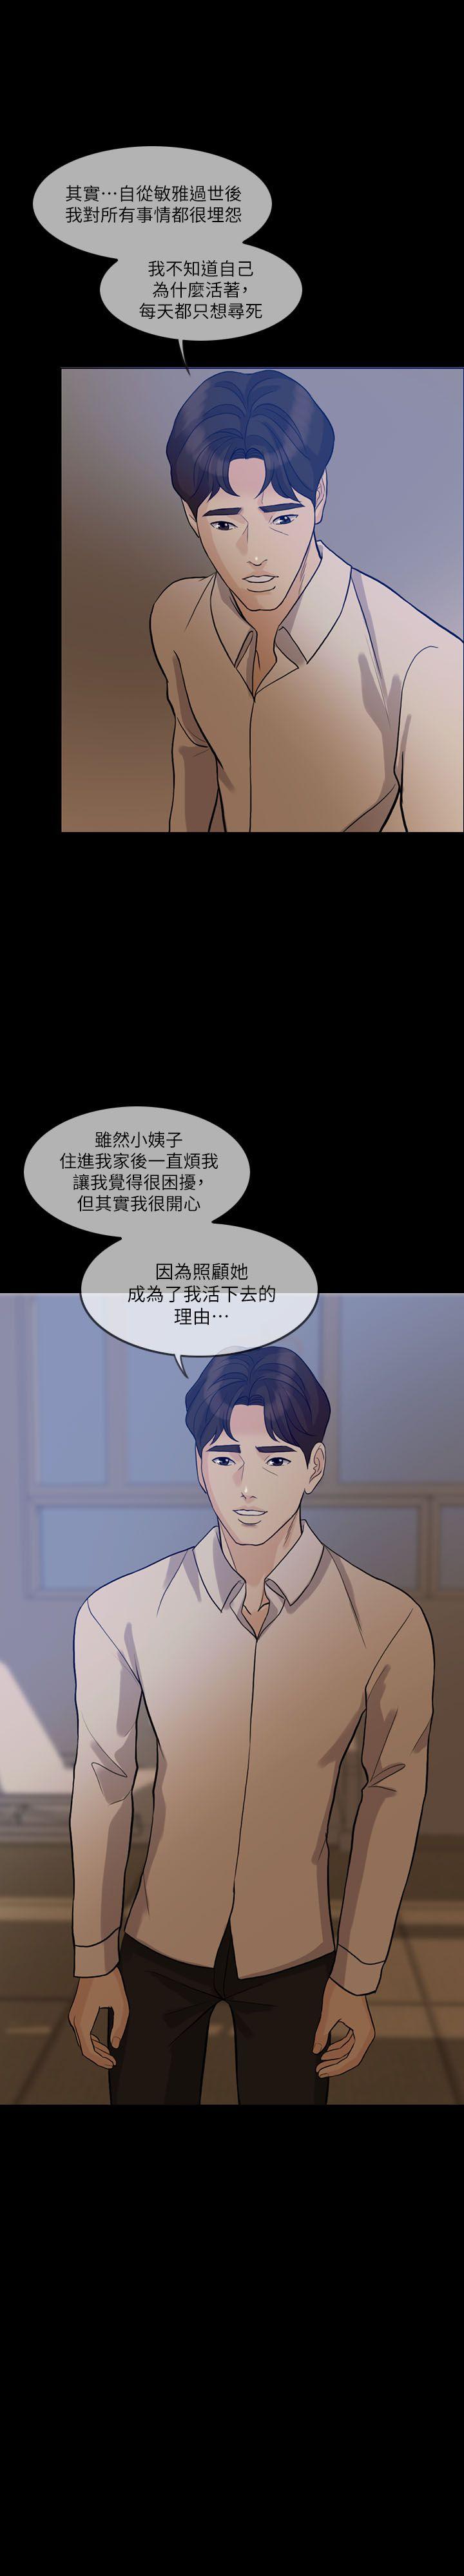 其實⋯自從敏雅過世後
我對所有事情都很埋怨
我不知道自己
為什麼活著，
每天都只想尋死
雖然小姨子
住進我家後一直煩我
讓我覺得很困擾，
但其實我很開心
因為照顧她
成為了我活下去的
理由⋯